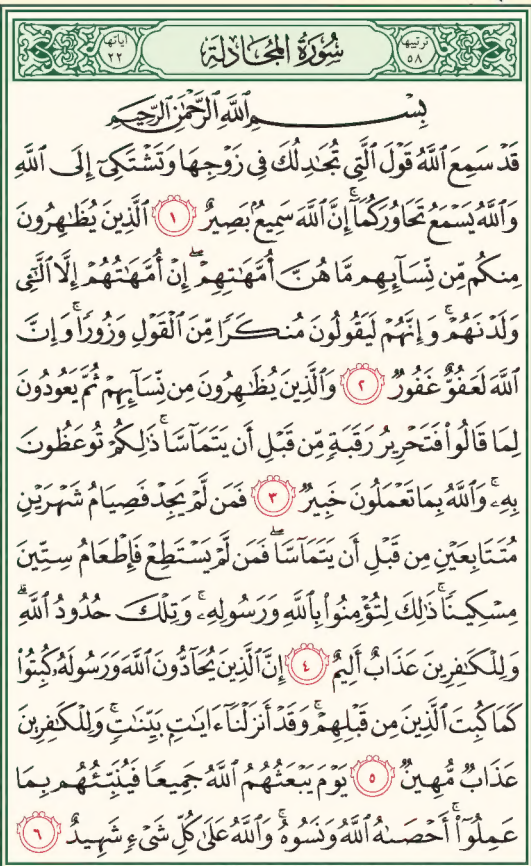 ترتيبها ٥٨ سُورَةُ المُجَادلَةِ آياتها ٢٢
بِسْمِ ٱللَّهِ ٱلرَّحْمَٰنِ ٱلرَّحِيمِ
قَدْ سَمِعَ ٱللَّهُ قَوْلَ ٱلَّتِى تُجَٰدِلُكَ فِى زَوْجِهَا وَتَشْتَكِىٓ إِلَى ٱللَّهِ
وَٱللَّهُ يَسْمَعُ تَحَاوُرَكُمَآ ۚ إِنَّ ٱللَّهَ سَمِيعٌۢ بَصِيرٌ ١ ٱلَّذِينَ يُظَٰهِرُونَ
مِنكُم مِّن نِّسَآئِهِم مَّا هُنَّ أُمَّهَٰتِهِمْ ۖ إِنْ أُمَّهَٰتُهُمْ إِلَّا ٱلَّٰٓـِٔى
وَلَدْنَهُمْ ۚ وَإِنَّهُمْ لَيَقُولُونَ مُنكَرًا مِّنَ ٱلْقَوْلِ وَزُورًا ۚ وَإِنَّ
ٱللَّهَ لَعَفُوٌّ غَفُورٌ ٢ وَٱلَّذِينَ يُظَٰهِرُونَ مِن نِّسَآئِهِمْ ثُمَّ يَعُودُونَ
لِمَا قَالُوا۟ فَتَحْرِيرُ رَقَبَةٍ مِّن قَبْلِ أَن يَتَمَآسَّا ۚ ذَٰلِكُمْ تُوعَظُونَ
بِهِۦ ۚ وَٱللَّهُ بِمَا تَعْمَلُونَ خَبِيرٌ ٣ فَمَن لَّمْ يَجِدْ فَصِيَامُ شَهْرَيْنِ
مُتَتَابِعَيْنِ مِن قَبْلِ أَن يَتَمَآسَّا ۖ فَمَن لَّمْ يَسْتَطِعْ فَإِطْعَامُ سِتِّينَ
مِسْكِينًا ۚ ذَٰلِكَ لِتُؤْمِنُوا۟ بِٱللَّهِ وَرَسُولِهِۦ ۚ وَتِلْكَ حُدُودُ ٱللَّهِ ۗ
وَلِلْكَٰفِرِينَ عَذَابٌ أَلِيمٌ ٤ إِنَّ ٱلَّذِينَ يُحَآدُّونَ ٱللَّهَ وَرَسُولَهُۥ كُبِتُوا۟
كَمَا كُبِتَ ٱلَّذِينَ مِن قَبْلِهِمْ ۚ وَقَدْ أَنزَلْنَآ ءَايَٰتٍۭ بَيِّنَٰتٍ ۚ وَلِلْكَٰفِرِينَ
عَذَابٌ مُّهِينٌ ٥ يَوْمَ يَبْعَثُهُمُ ٱللَّهُ جَمِيعًا فَيُنَبِّئُهُم بِمَا
عَمِلُوٓا۟ ۚ أَحْصَىٰهُ ٱللَّهُ وَنَسُوهُ ۚ وَٱللَّهُ عَلَىٰ كُلِّ شَىْءٍ شَهِيدٌ ٦